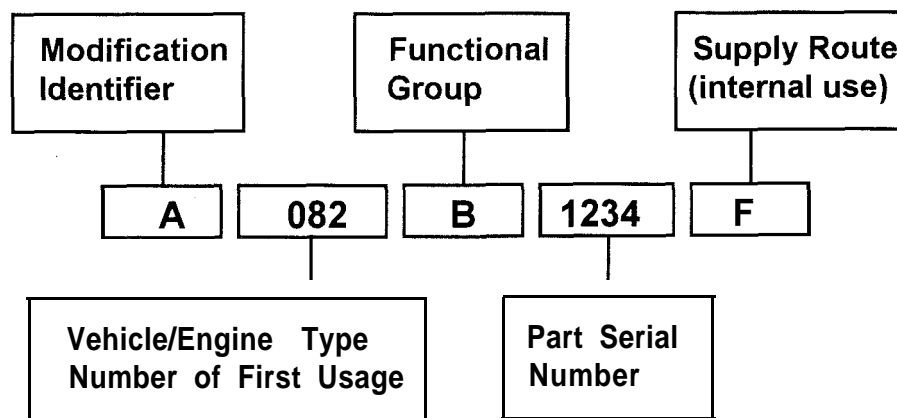 Modification
Identifier
Functional
Group
Supply Route
(internal use)
A 082 B 1234 F
Vehicle/Engine Type
Number of First Usage
Part Serial
Number